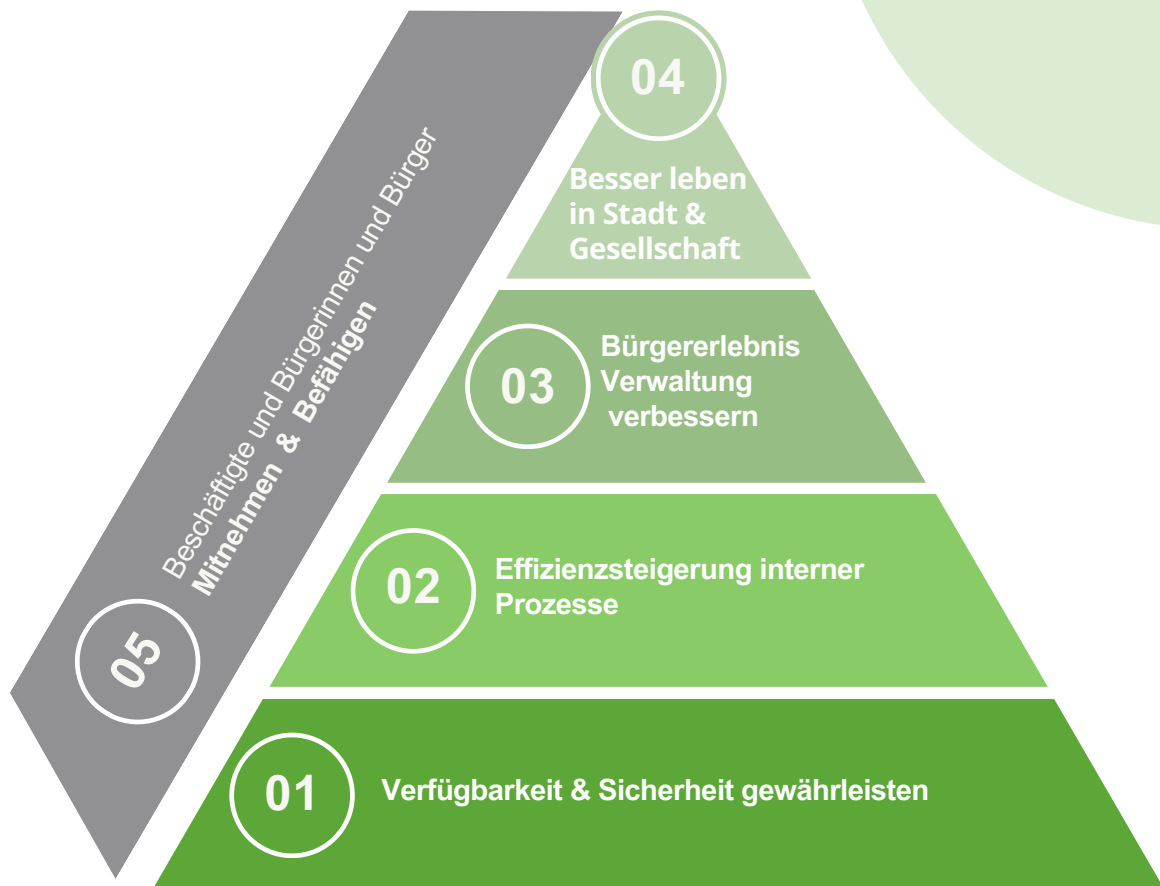 04
Besser leben
in Stadt &
Gesellschaft
03
Bürgererlebnis
Verwaltung
verbessern
02
Effizienzsteigerung interner
Prozesse
01
Verfügbarkeit & Sicherheit gewährleisten
05
Beschäftigte und Bürgerinnen und Bürger
Mitnehmen & Befähigen